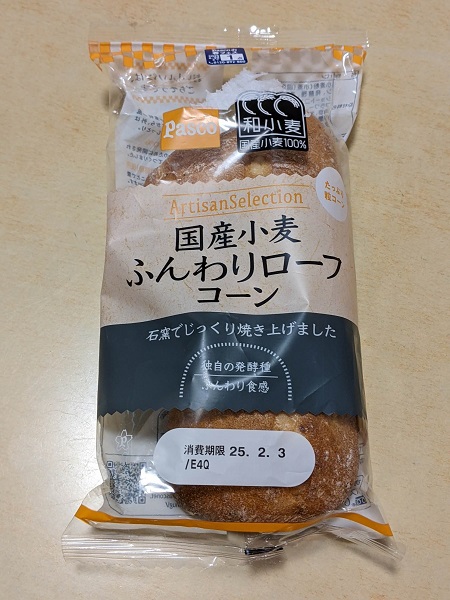 Pasco
和小麦
国産小麦100%
ArtisanSelection
たっぷり
粒コーン
国産小麦
ふんわりローフ
コーン
石窯でじっくり焼き上げました
独自の発酵種
ふんわり食感
消費期限 25. 2. 3
/E4Q